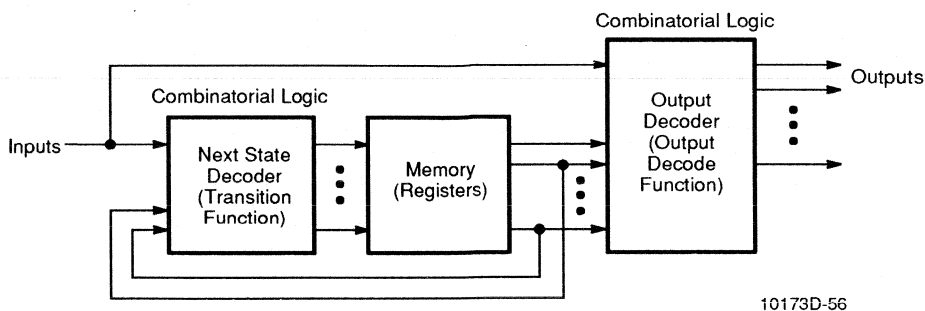 Combinatorial Logic
Outputs
Combinatorial Logic
Inputs
Next State
Decoder
(Transition
Function)
Memory
(Registers)
Output
Decoder
(Output
Decode
Function)
10173D-56